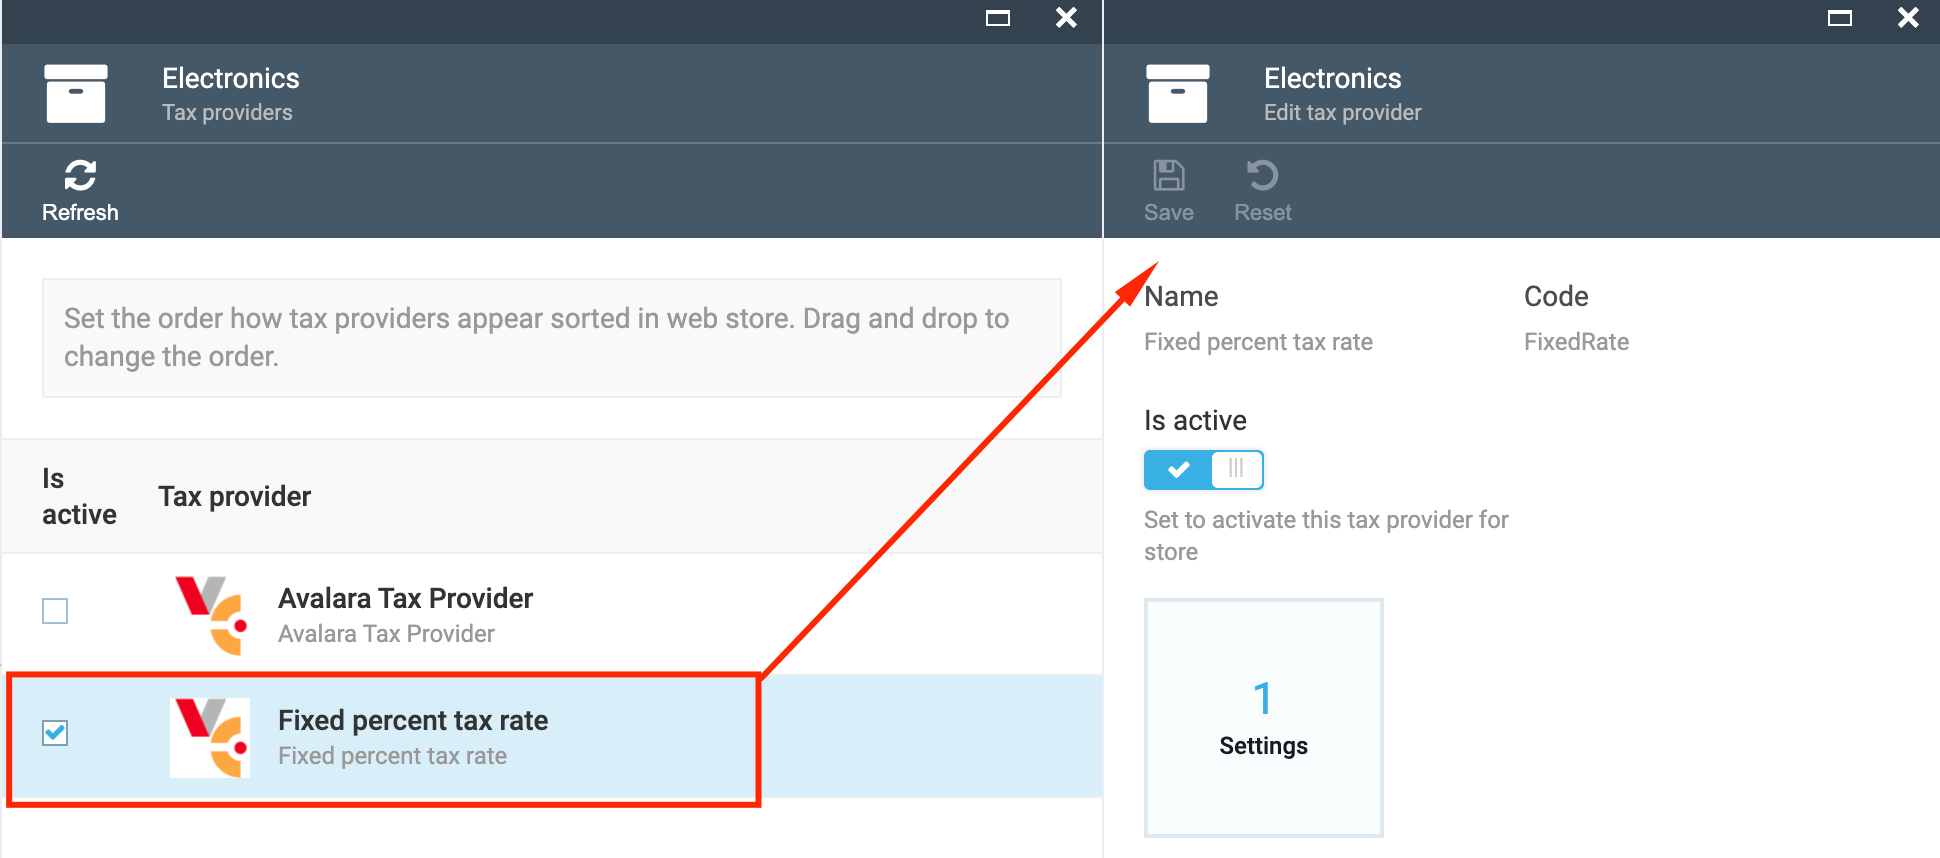 Electronics
Tax providers
Refresh
Set the order how tax providers appear sorted in web store. Drag and drop to
change the order.
Is
active
Tax provider
Avalara Tax Provider
Avalara Tax Provider
Fixed percent tax rate
Fixed percent tax rate
Electronics
Edit tax provider
Save
Reset
Name
Code
Fixed percent tax rate
FixedRate
Is active
Set to activate this tax provider for
store
1
Settings